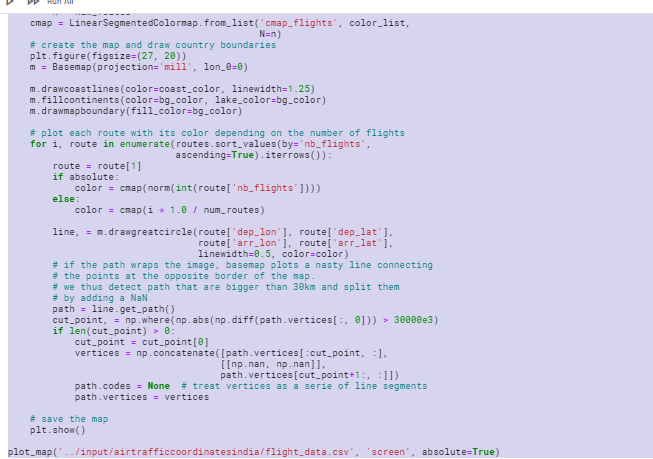 Run All
cmap = LinearSegmentedColormap.from_list('cmap_flights', color_list,
N=n)
# create the map and draw country boundaries
plt.figure(figsize=(27, 20))
m = Basemap(projection='mill', lon_0=0)
m.drawcoastlines(color=coast_color, linewidth=1.25)
m.fillcontinents(color=bg_color, lake_color=bg_color)
m.drawmapboundary(fill_color=bg_color)
# plot each route with its color depending on the number of flights
for i, route in enumerate(routes.sort_values(by='nb_flights',
ascending=True).iterrows()):
route = route[1]
if absolute:
color = cmap(norm(int(route['nb_flights'])))
else:
color = cmap(i * 1.0 / num_routes)
line, = m.drawgreatcircle(route['dep_lon'], route['dep_lat'],
route['arr_lon'], route['arr_lat'],
linewidth=0.5, color=color)
# if the path wraps the image, basemap plots a nasty line connecting
# the points at the opposite border of the map.
# we thus detect path that are bigger than 30km and split them
# by adding a NaN
path = line.get_path()
cut_point, = np.where(np.abs(np.diff(path.vertices[:, 0])) > 30000e3)
if len(cut_point) > 0:
cut_point = cut_point[0]
vertices = np.concatenate([path.vertices[:cut_point, :],
[[np.nan, np.nan]],
path.vertices[cut_point+1:, :]])
path.codes = None # treat vertices as a serie of line segments
path.vertices = vertices
# save the map
plt.show()
plot_map('../input/airtrafficcoordinatesindia/flight_data.csv', 'screen', absolute=True)